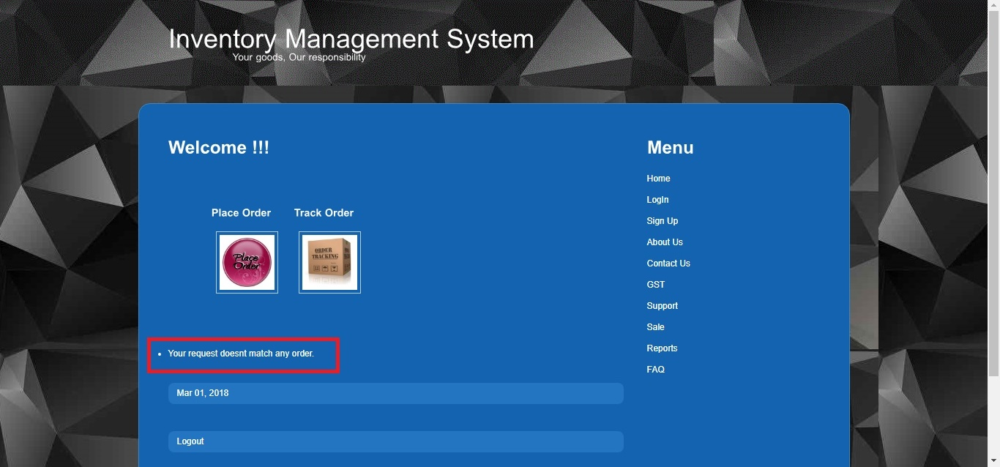 Inventory Management System
Your goods, Our responsibility
Welcome !!!
Place Order
Track Order
Place
Order
ORDER
TRACKING
Your request doesnt match any order.
Mar 01, 2018
Logout
Menu
Home
LogIn
Sign Up
About Us
Contact Us
GST
Support
Sale
Reports
FAQ